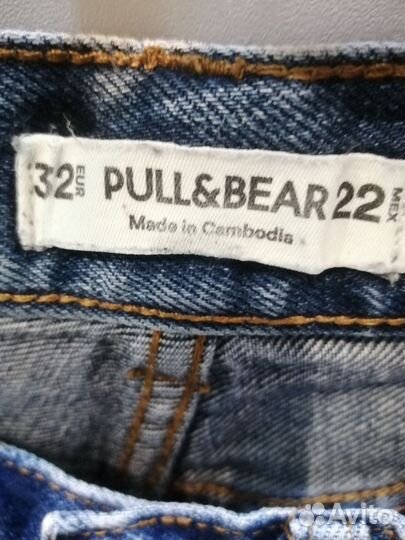 32 EUR PULL&BEAR 22 MEX
Made in Cambodia
Avito